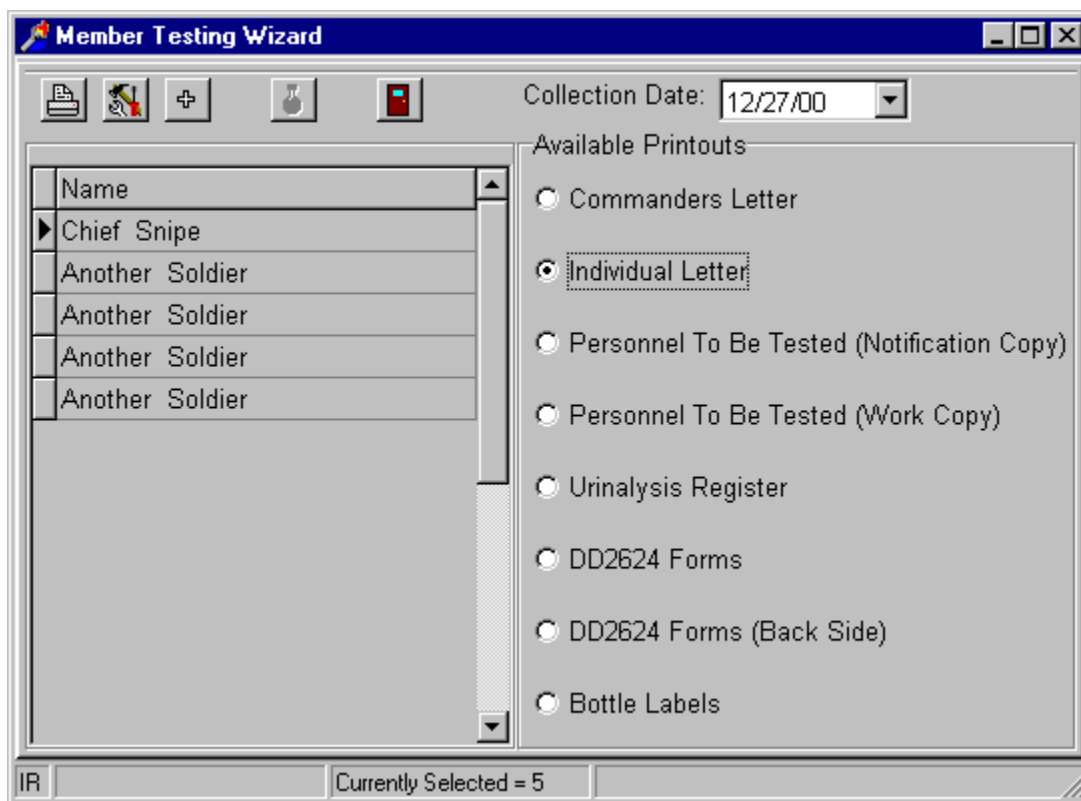 Member Testing Wizard
Collection Date: 12/27/00
Name
Chief Snipe
Another Soldier
Another Soldier
Another Soldier
Another Soldier
Available Printouts
Commanders Letter
Individual Letter
Personnel To Be Tested (Notification Copy)
Personnel To Be Tested (Work Copy)
Urinalysis Register
DD2624 Forms
DD2624 Forms (Back Side)
Bottle Labels
IR
Currently Selected = 5